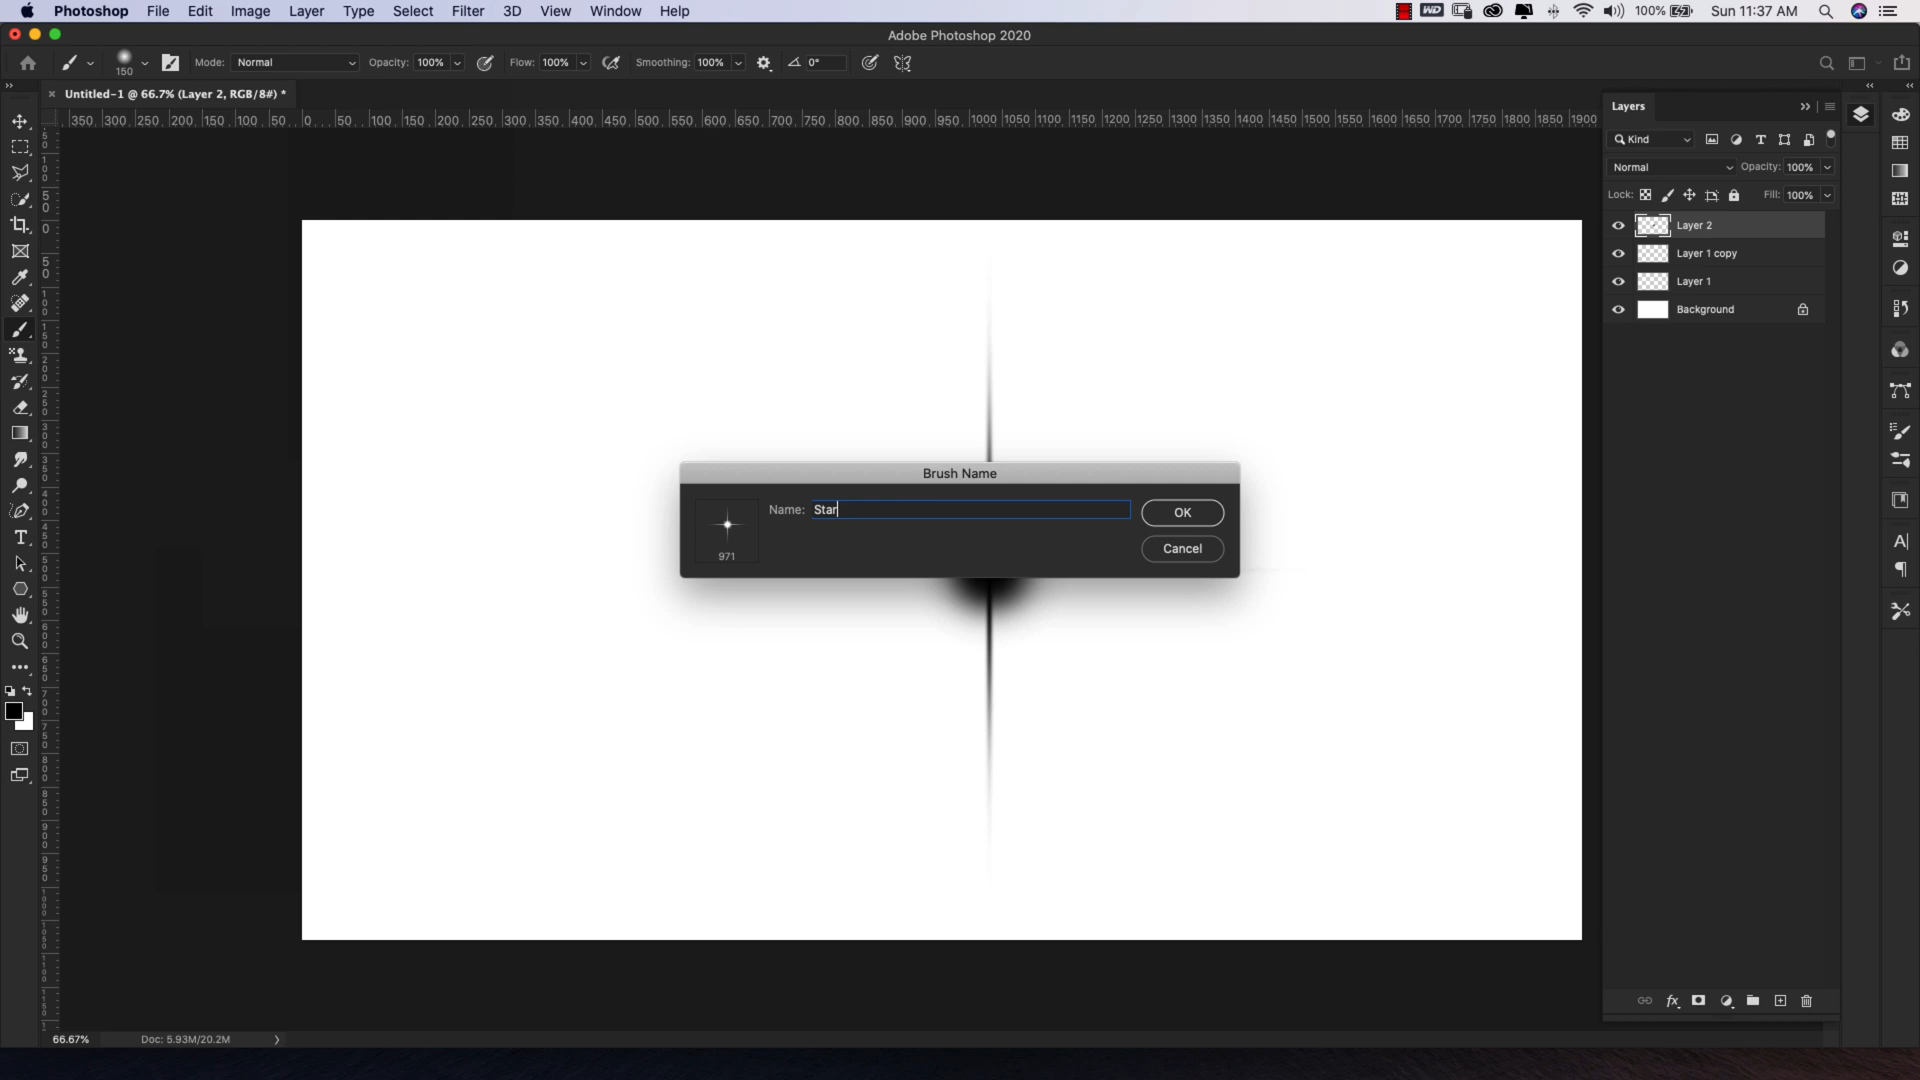 Photoshop File Edit Image Layer Type Select Filter 3D View Window Help WD 100% Sun 11:37 AM
Adobe Photoshop 2020
150 Mode: Normal Opacity: 100% Flow: 100% Smoothing: 100% 0°
Untitled-1 @ 66.7% (Layer 2, RGB/8#) *
350 300 250 200 150 100 50 0 50 100 150 200 250 300 350 400 450 500 550 600 650 700 750 800 850 900 950 1000 1050 1100 1150 1200 1250 1300 1350 1400 1450 1500 1550 1600 1650 1700 1750 1800 1850 1900
Layers
Kind
Normal Opacity: 100%
Lock: Fill: 100%
Layer 2
Layer 1 copy
Layer 1
Background
Brush Name
Name: Star OK
971 Cancel
66.67% Doc: 5.93M/20.2M